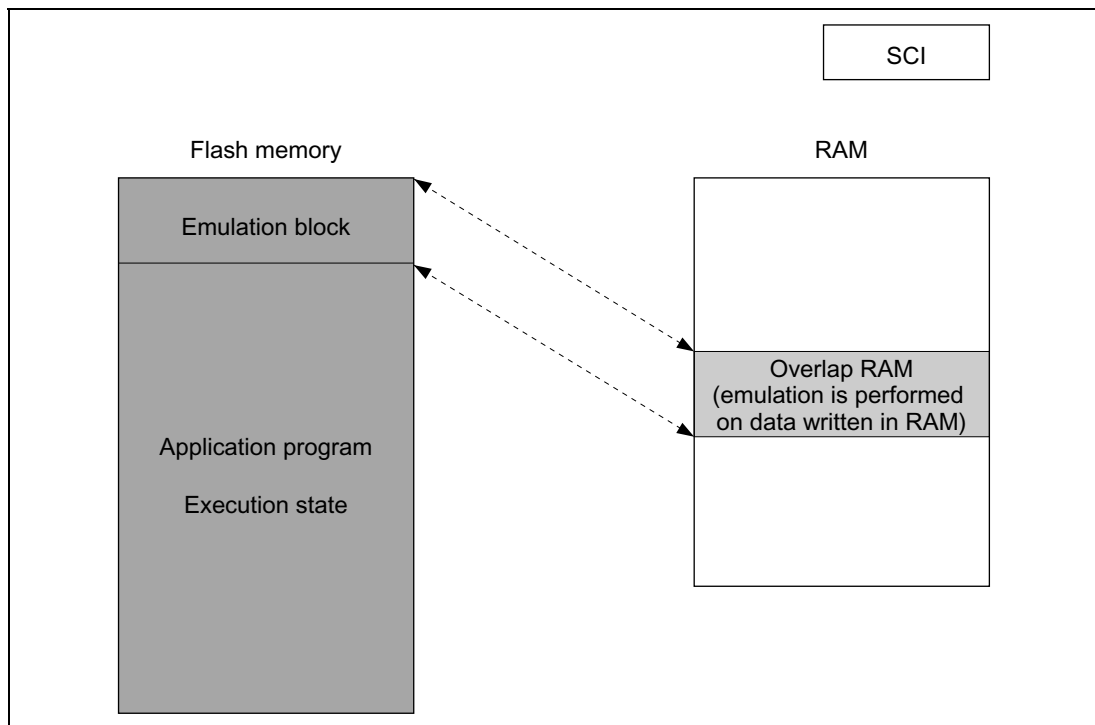 SCI
Flash memory
RAM
Emulation block
Overlap RAM
(emulation is performed
on data written in RAM)
Application program
Execution state